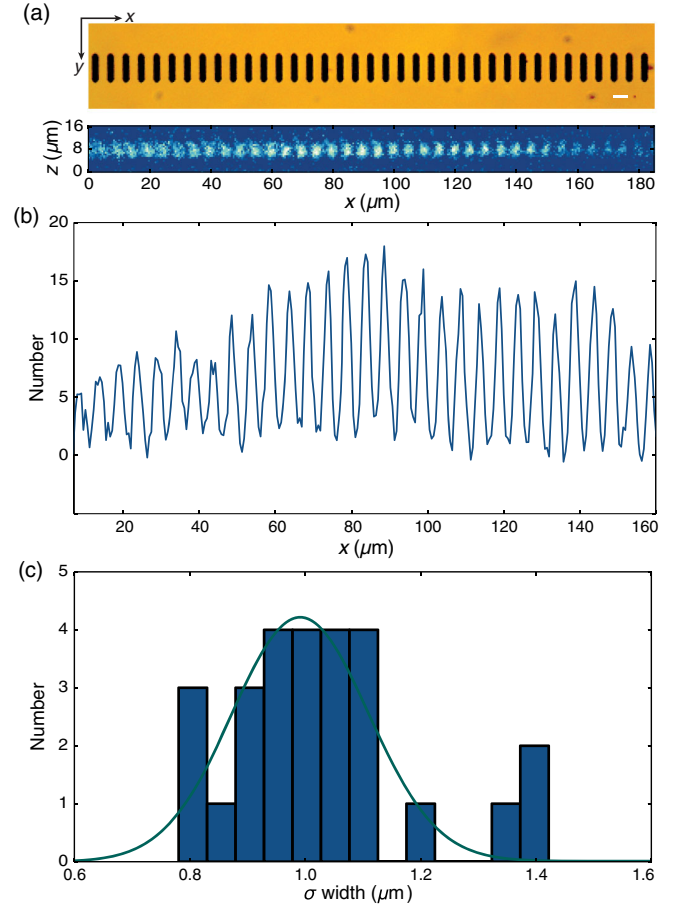 (a)
x
y
16
8
0
z (μm)
0 20 40 60 80 100 120 140 160 180
x (μm)
(b)
20
15
10
5
0
Number
20 40 60 80 100 120 140 160
x (μm)
(c)
5
4
3
2
1
0
Number
0.6 0.8 1.0 1.2 1.4 1.6
σ width (μm)